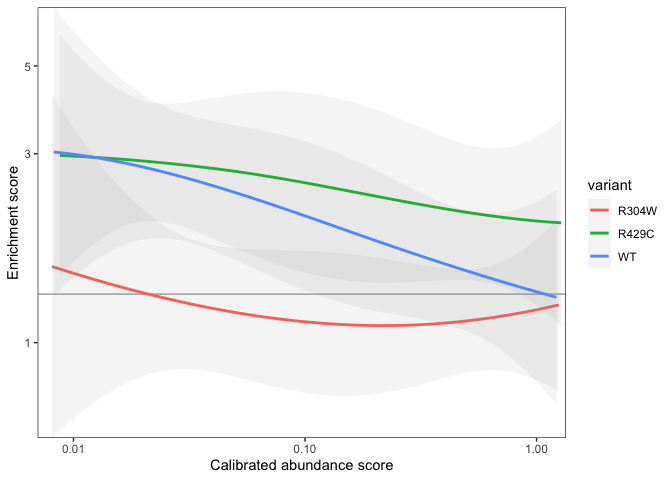 Enrichment score
5
3
1
0.01
0.10
1.00
Calibrated abundance score
variant
R304W
R429C
WT